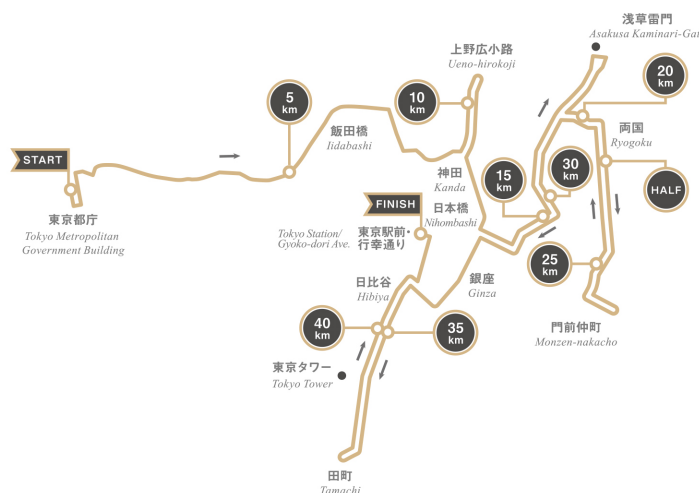 浅草雷門
Asakusa Kaminari-Gat
上野広小路
Ueno-hirokoji
20
km
5
km
10
km
飯田橋
Iidabashi
両国
Ryogoku
START
神田
Kanda
15
km
30
km
HALF
FINISH
日本橋
Nihombashi
東京都庁
Tokyo Metropolitan
Government Building
Tokyo Station/
Gyoko-dori Ave.
東京駅前・
行幸通り
25
km
日比谷
Hibiya
銀座
Ginza
門前仲町
Monzen-nakacho
40
km
35
km
東京タワー
Tokyo Tower
田町
Tamachi